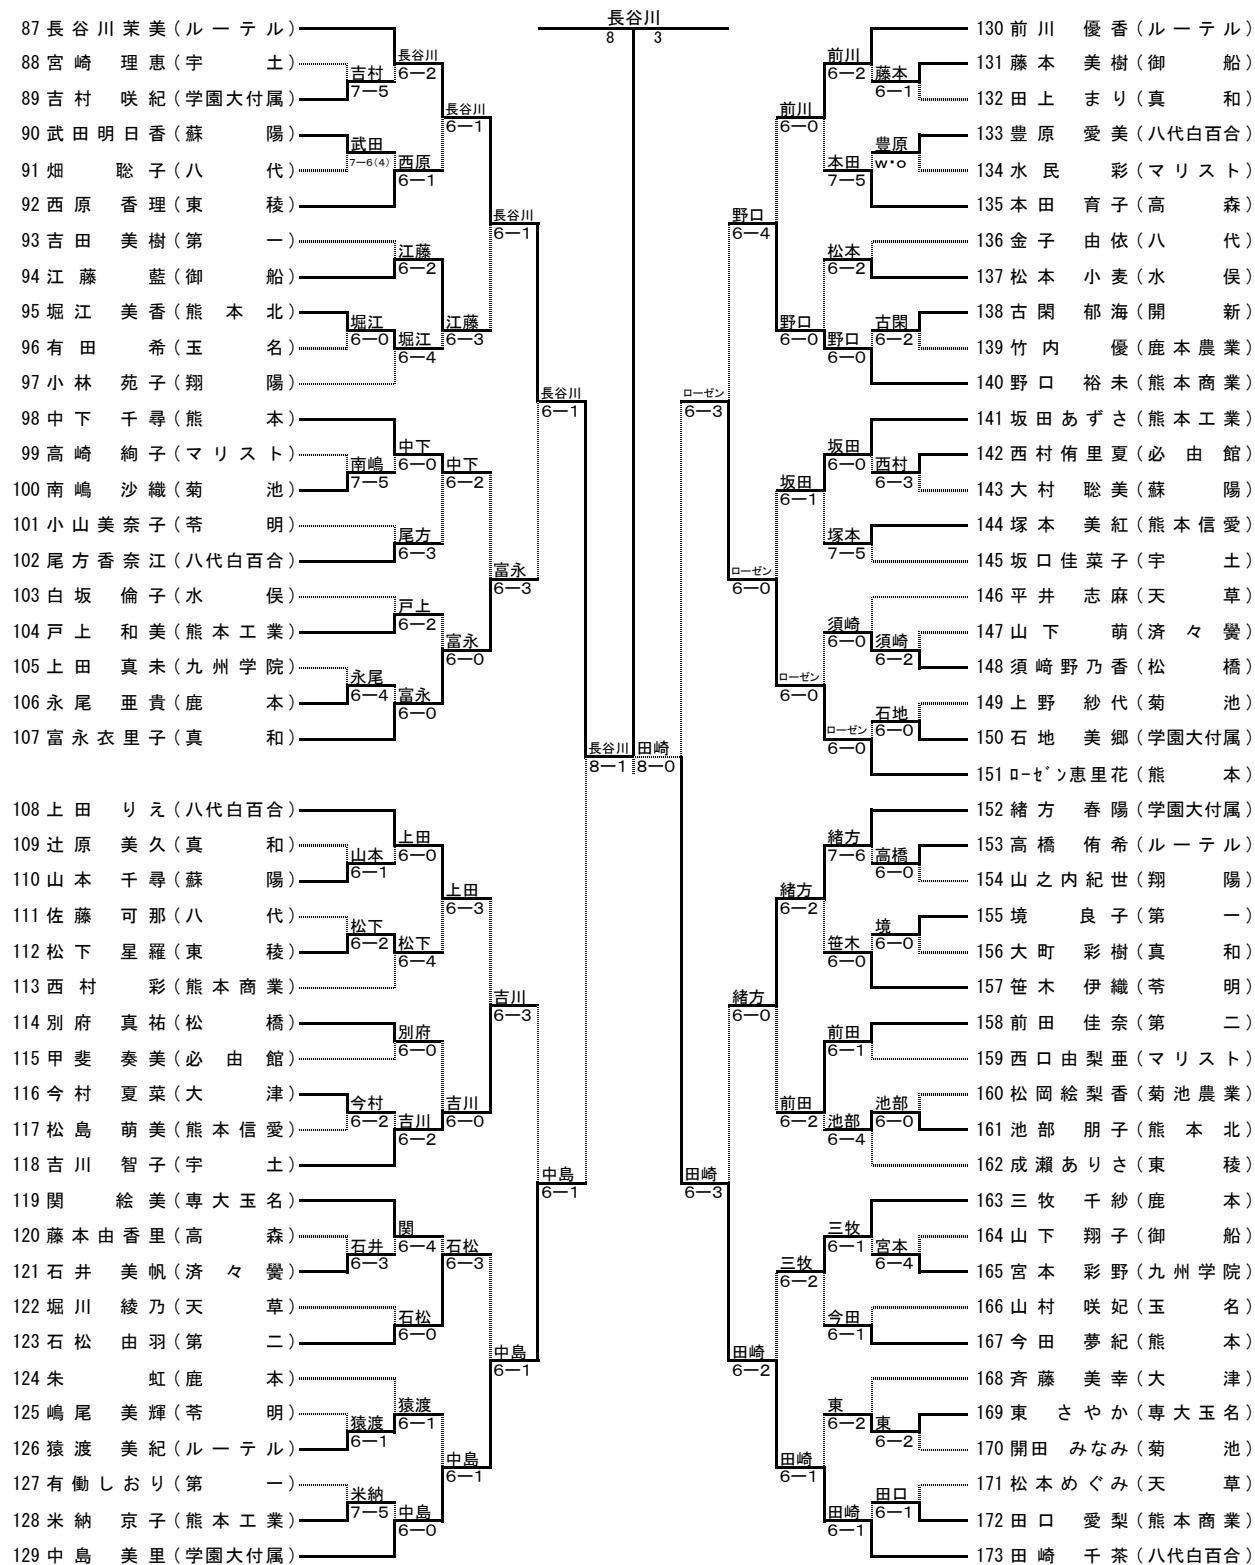 長谷川
8 3
87 長谷川茉美(ルーテル)
88 宮崎 理恵(宇土)
89 吉村 咲紀(学園大付属)
90 武田明日香(蘇陽)
91 畑 聡子(八代)
92 西原 香理(東稜)
93 吉田 美樹(第一)
94 江藤 藍(御船)
95 堀江 美香(熊本北)
96 有田 希(玉名)
97 小林 苑子(翔陽)
98 中下 千尋(熊本)
99 高崎 絢子(マリスト)
100 南嶋 沙織(菊池)
101 小山美奈子(苓明)
102 尾方香奈江(八代白百合)
103 白坂 倫子(水俣)
104 戸上 和美(熊本工業)
105 上田 真未(九州学院)
106 永尾 亜貴(鹿本)
107 富永衣里子(真和)
108 上田 りえ(八代白百合)
109 辻原 美久(真和)
110 山本 千尋(蘇陽)
111 佐藤 可那(八代)
112 松下 星羅(東稜)
113 西村 彩(熊本商業)
114 別府 真祐(松橋)
115 甲斐 奏美(必由館)
116 今村 夏菜(大津)
117 松島 萌美(熊本信愛)
118 吉川 智子(宇土)
119 関 絵美(専大玉名)
120 藤本由香里(高森)
121 石井 美帆(済々黌)
122 堀川 綾乃(天草)
123 石松 由羽(第二)
124 朱 虹(鹿本)
125 嶋尾 美輝(苓明)
126 猿渡 美紀(ルーテル)
127 有働しおり(第一)
128 米納 京子(熊本工業)
129 中島 美里(学園大付属)
吉村
7－5
武田
7－6(4)
堀江
6－0
南嶋
7－5
永尾
6－4
山本
6－1
松下
6－2
今村
6－2
石井
6－3
猿渡
6－1
米納
7－5
長谷川
6－2
西原
6－1
江藤
6－2
堀江
6－4
中下
6－0
尾方
6－3
戸上
6－2
富永
6－0
上田
6－0
松下
6－4
別府
6－0
吉川
6－2
関
6－4
石松
6－0
猿渡
6－1
中島
6－0
長谷川
6－1
江藤
6－3
中下
6－2
富永
6－0
上田
6－3
吉川
6－0
石松
6－3
中島
6－1
長谷川
6－1
富永
6－3
吉川
6－3
中島
6－1
長谷川
6－1
中島
6－1
長谷川
8－1
田崎
8－0
ローゼン
6－3
田崎
6－3
野口
6－4
ローゼン
6－0
緒方
6－0
田崎
6－2
前川
6－0
野口
6－0
坂田
6－1
ローゼン
6－0
緒方
6－2
前田
6－2
三牧
6－2
田崎
6－1
前川
6－2
本田
7－5
松本
6－2
野口
6－0
坂田
6－0
塚本
7－5
須崎
6－0
ローゼン
6－0
緒方
7－6
笹木
6－0
前田
6－1
池部
6－4
三牧
6－1
今田
6－1
東
6－2
田崎
6－1
藤本
6－1
豊原
w・o
古閑
6－2
西村
6－3
須崎
6－2
石地
6－0
高橋
6－0
境
6－0
池部
6－0
宮本
6－4
東
6－2
田口
6－1
130 前川 優香(ルーテル)
131 藤本 美樹(御船)
132 田上 まり(真和)
133 豊原 愛美(八代白百合)
134 水民 彩(マリスト)
135 本田 育子(高森)
136 金子 由依(八代)
137 松本 小麦(水俣)
138 古閑 郁海(開新)
139 竹内 優(鹿本農業)
140 野口 裕未(熊本商業)
141 坂田あずさ(熊本工業)
142 西村侑里夏(必由館)
143 大村 聡美(蘇陽)
144 塚本 美紅(熊本信愛)
145 坂口佳菜子(宇土)
146 平井 志麻(天草)
147 山下 萌(済々黌)
148 須﨑野乃香(松橋)
149 上野 紗代(菊池)
150 石地 美郷(学園大付属)
151 ﾛｰｾﾞﾝ恵里花(熊本)
152 緒方 春陽(学園大付属)
153 高橋 侑希(ルーテル)
154 山之内紀世(翔陽)
155 境 良子(第一)
156 大町 彩樹(真和)
157 笹木 伊織(苓明)
158 前田 佳奈(第二)
159 西口由梨亜(マリスト)
160 松岡絵梨香(菊池農業)
161 池部 朋子(熊本北)
162 成瀬ありさ(東稜)
163 三牧 千紗(鹿本)
164 山下 翔子(御船)
165 宮本 彩野(九州学院)
166 山村 咲妃(玉名)
167 今田 夢紀(熊本)
168 斉藤 美幸(大津)
169 東 さやか(専大玉名)
170 開田 みなみ(菊池)
171 松本めぐみ(天草)
172 田口 愛梨(熊本商業)
173 田崎 千茶(八代白百合)